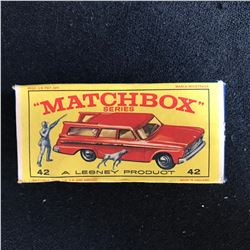 "MATCHBOX"
SERIES
42 A LESNEY PRODUCT 42